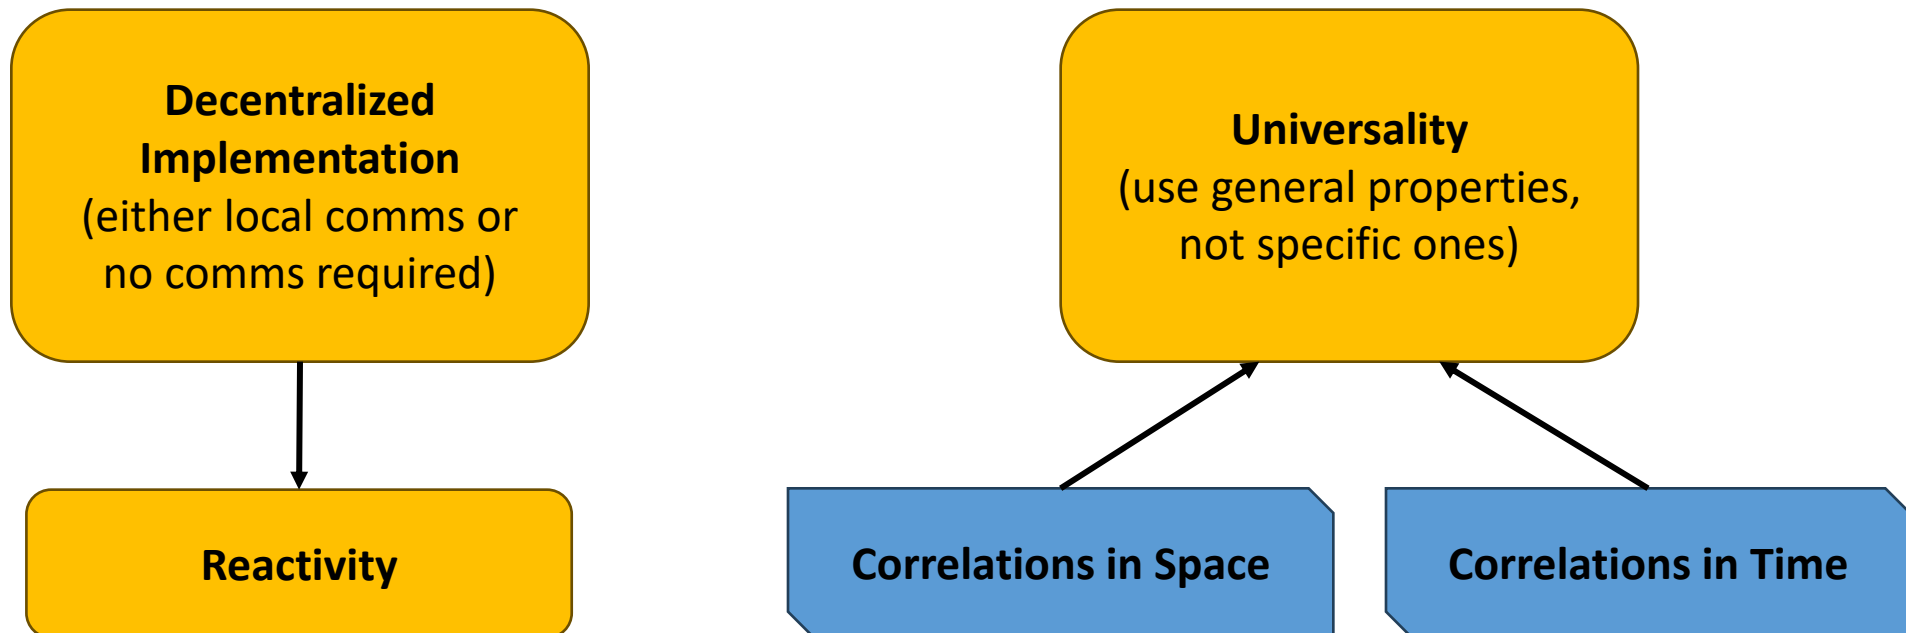 Decentralized
Implementation
(either local comms or
no comms required)
Universality
(use general properties,
not specific ones)
Reactivity
Correlations in Space
Correlations in Time